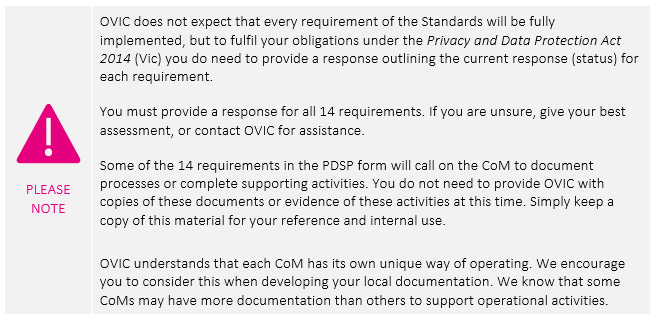 PLEASE
NOTE
OVIC does not expect that every requirement of the Standards will be fully
implemented, but to fulfil your obligations under the Privacy and Data Protection Act
2014 (Vic) you do need to provide a response outlining the current response (status) for
each requirement.
You must provide a response for all 14 requirements. If you are unsure, give your best
assessment, or contact OVIC for assistance.
Some of the 14 requirements in the PDSP form will call on the CoM to document
processes or complete supporting activities. You do not need to provide OVIC with
copies of these documents or evidence of these activities at this time. Simply keep a
copy of this material for your reference and internal use.
OVIC understands that each CoM has its own unique way of operating. We encourage
you to consider this when developing your local documentation. We know that some
CoMs may have more documentation than others to support operational activities.